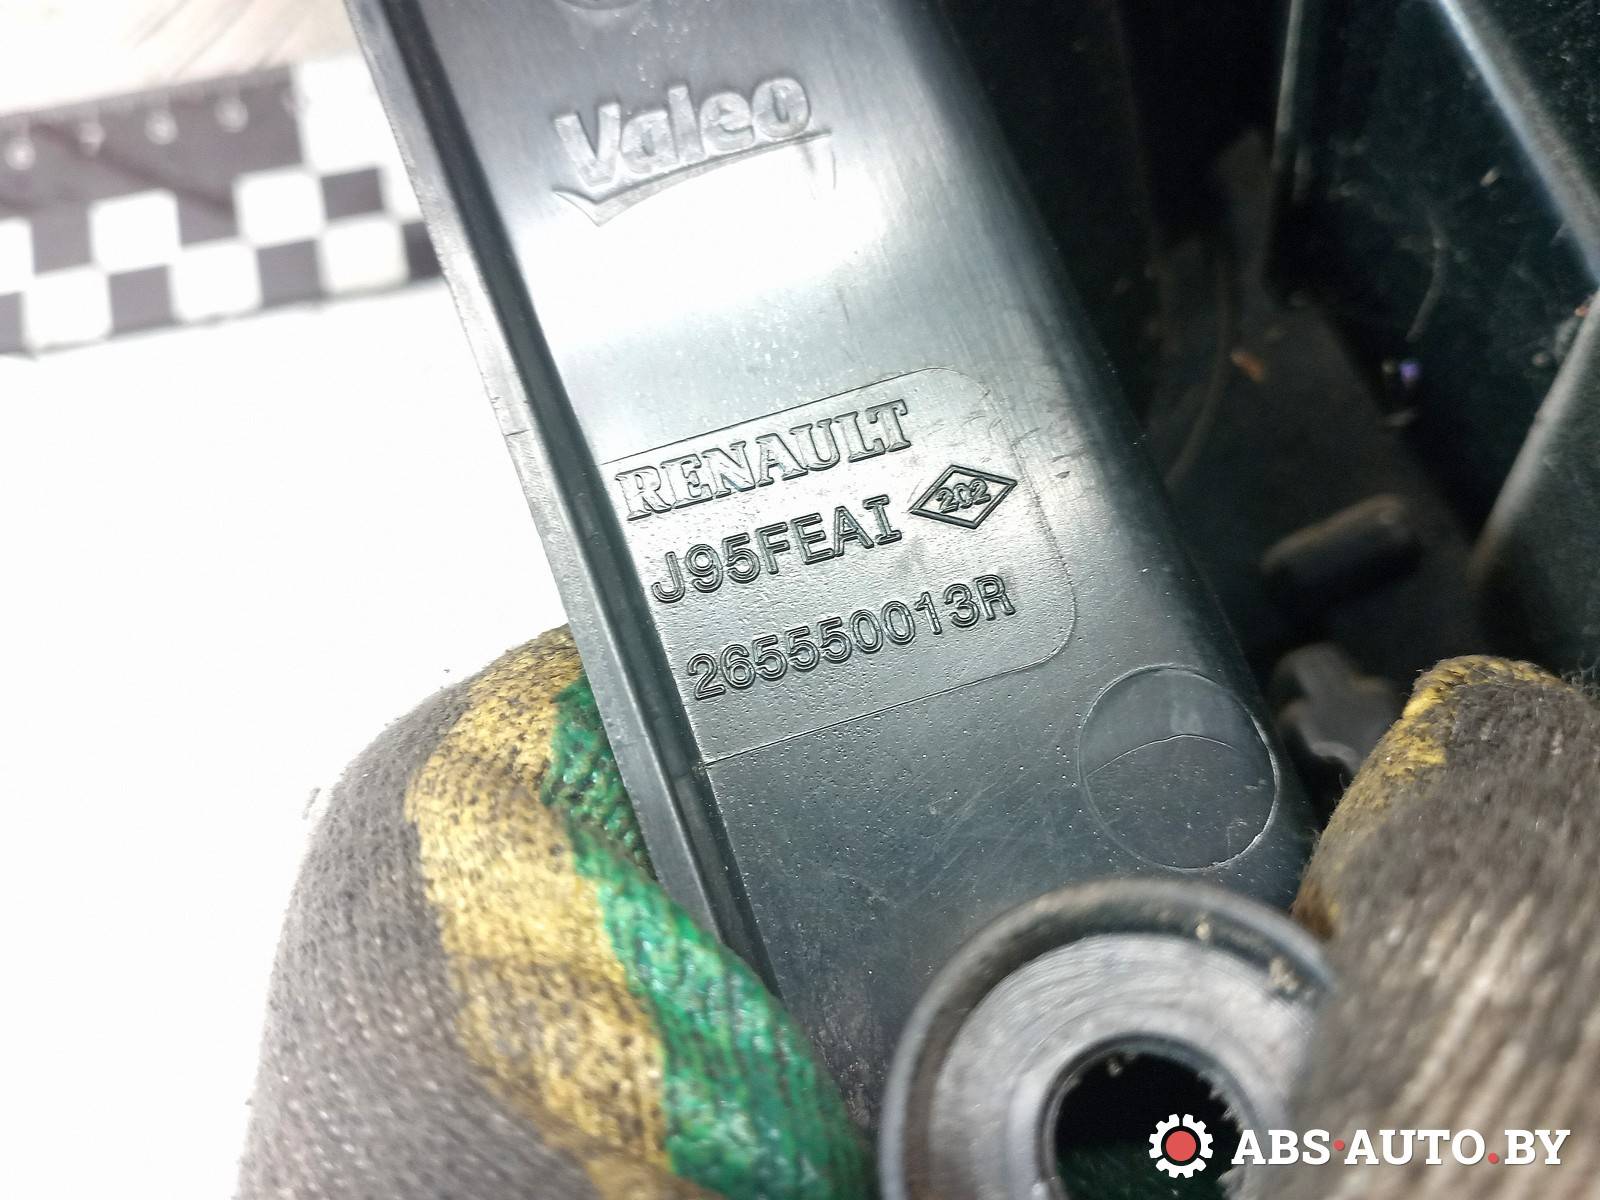 Valeo
RENAULT
J95FEAI 202
265550013R
ABS·AUTO.BY